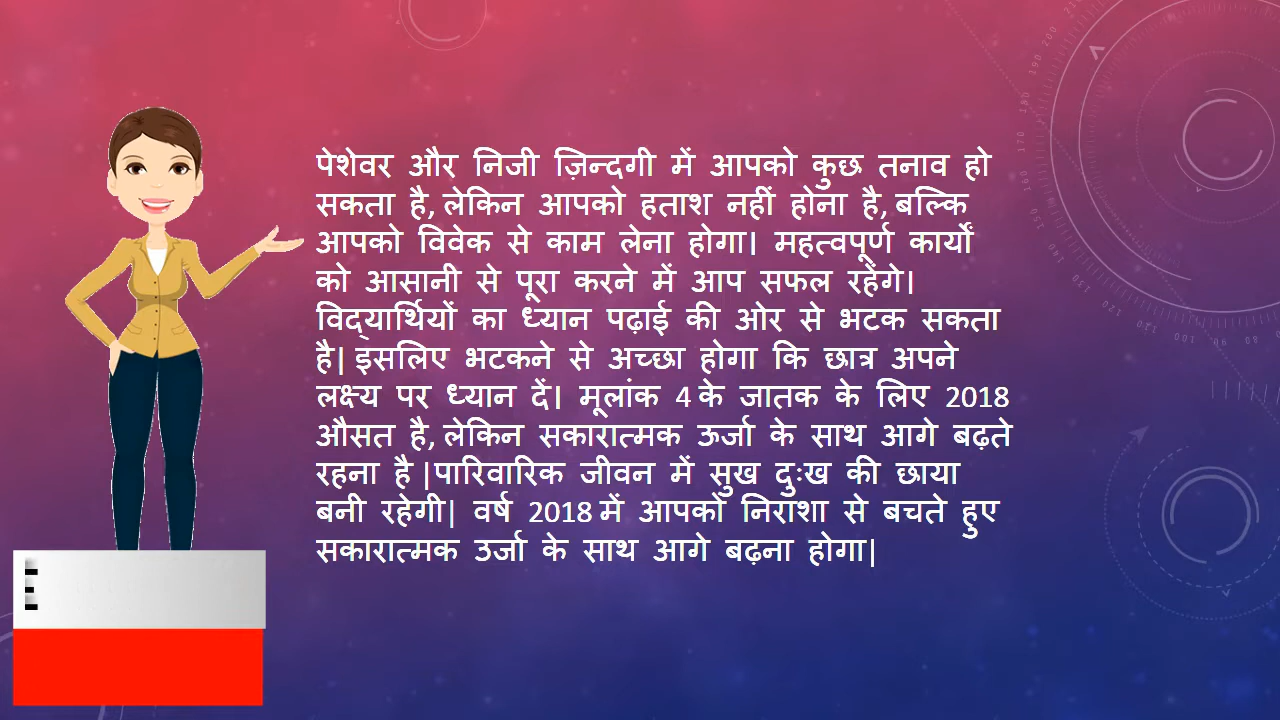 पेशेवर और निजी ज़िन्दगी में आपको कुछ तनाव हो
सकता है, लेकिन आपको हताश नहीं होना है, बल्कि
आपको विवेक से काम लेना होगा। महत्वपूर्ण कार्यों
को आसानी से पूरा करने में आप सफल रहेंगे।
विद्यार्थियों का ध्यान पढ़ाई की ओर से भटक सकता
है| इसलिए भटकने से अच्छा होगा कि छात्र अपने
लक्ष्य पर ध्यान दें। मूलांक 4 के जातक के लिए 2018
औसत है, लेकिन सकारात्मक ऊर्जा के साथ आगे बढ़ते
रहना है |पारिवारिक जीवन में सुख दुःख की छाया
बनी रहेगी| वर्ष 2018 में आपको निराशा से बचते हुए
सकारात्मक उर्जा के साथ आगे बढ़ना होगा|